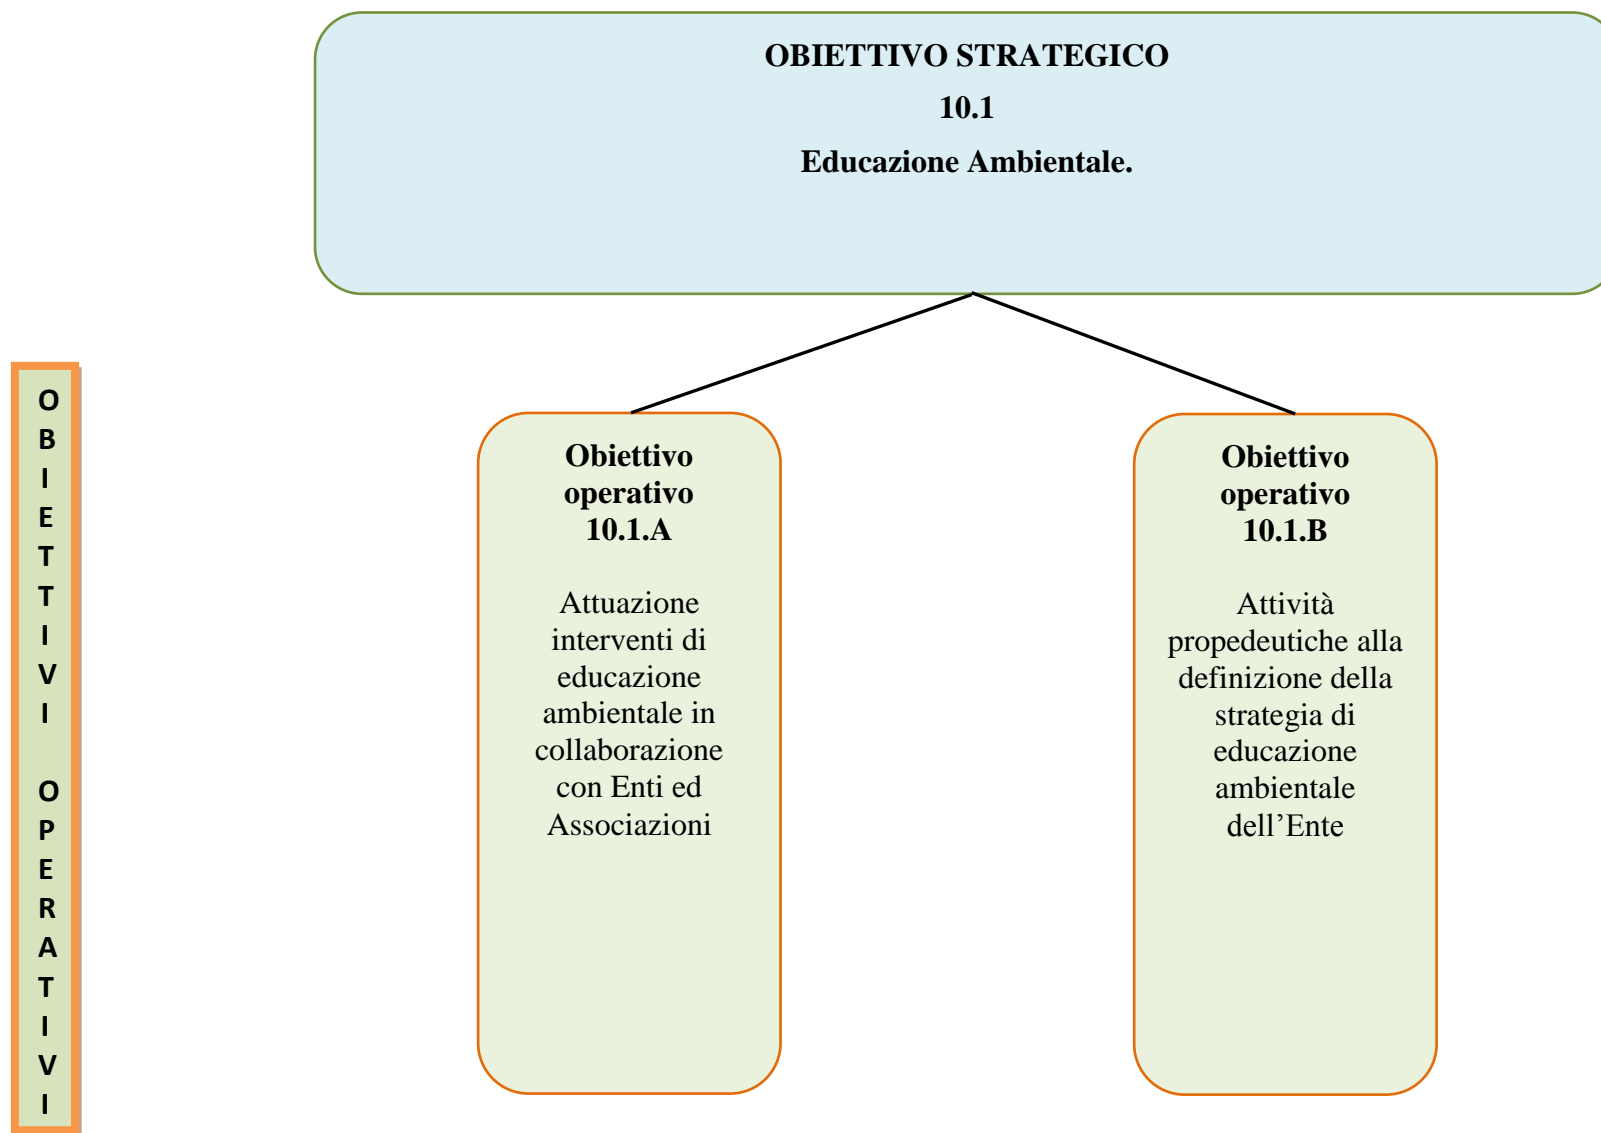 OBIETTIVO STRATEGICO
10.1
Educazione Ambientale.
O
B
I
E
T
T
I
V
I
O
P
E
R
A
T
I
V
I
Obiettivo
operativo
10.1.A
Attuazione
interventi di
educazione
ambientale in
collaborazione
con Enti ed
Associazioni
Obiettivo
operativo
10.1.B
Attività
propedeutiche alla
definizione della
strategia di
educazione
ambientale
dell’Ente